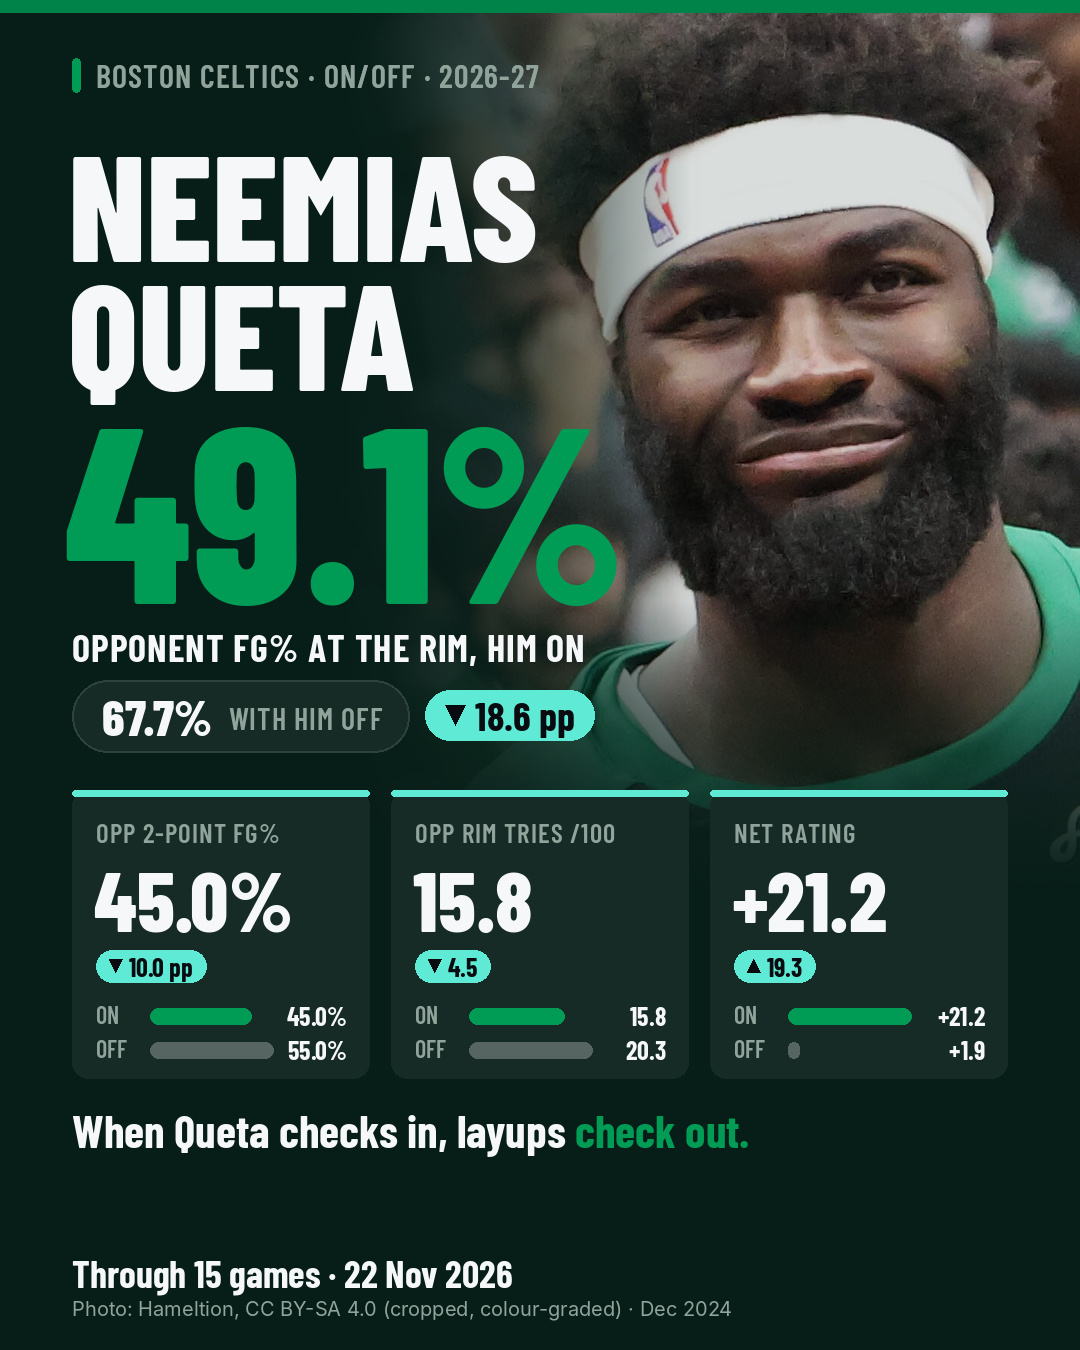 BOSTON CELTICS · ON/OFF · 2026-27
NEEMIAS
QUETA
49.1%
OPPONENT FG% AT THE RIM, HIM ON
67.7% WITH HIM OFF ▼ 18.6 pp
OPP 2-POINT FG%
45.0%
▼ 10.0 pp
ON 45.0%
OFF 55.0%
OPP RIM TRIES /100
15.8
▼ 4.5
ON 15.8
OFF 20.3
NET RATING
+21.2
▲ 19.3
ON +21.2
OFF +1.9
When Queta checks in, layups check out.
Through 15 games · 22 Nov 2026
Photo: Hameltion, CC BY-SA 4.0 (cropped, colour-graded) · Dec 2024